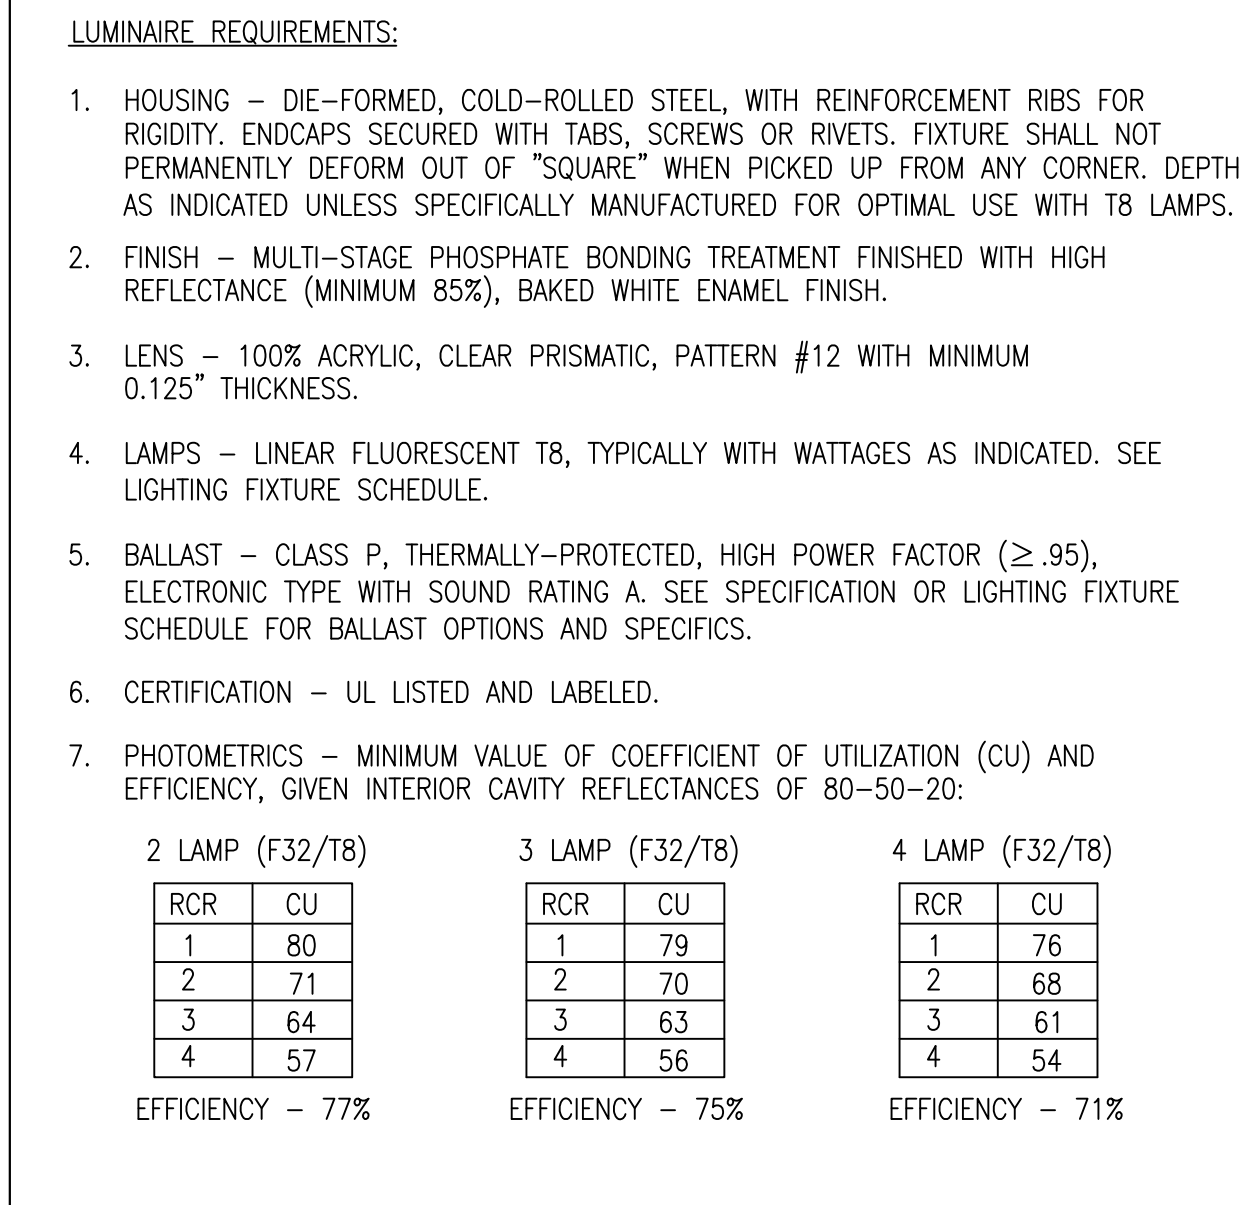 LUMINAIRE REQUIREMENTS:
1. HOUSING – DIE–FORMED, COLD–ROLLED STEEL, WITH REINFORCEMENT RIBS FOR
RIGIDITY. ENDCAPS SECURED WITH TABS, SCREWS OR RIVETS. FIXTURE SHALL NOT
PERMANENTLY DEFORM OUT OF "SQUARE" WHEN PICKED UP FROM ANY CORNER. DEPTH
AS INDICATED UNLESS SPECIFICALLY MANUFACTURED FOR OPTIMAL USE WITH T8 LAMPS.
2. FINISH – MULTI–STAGE PHOSPHATE BONDING TREATMENT FINISHED WITH HIGH
REFLECTANCE (MINIMUM 85%), BAKED WHITE ENAMEL FINISH.
3. LENS – 100% ACRYLIC, CLEAR PRISMATIC, PATTERN #12 WITH MINIMUM
0.125" THICKNESS.
4. LAMPS – LINEAR FLUORESCENT T8, TYPICALLY WITH WATTAGES AS INDICATED. SEE
LIGHTING FIXTURE SCHEDULE.
5. BALLAST – CLASS P, THERMALLY–PROTECTED, HIGH POWER FACTOR (≥ .95),
ELECTRONIC TYPE WITH SOUND RATING A. SEE SPECIFICATION OR LIGHTING FIXTURE
SCHEDULE FOR BALLAST OPTIONS AND SPECIFICS.
6. CERTIFICATION – UL LISTED AND LABELED.
7. PHOTOMETRICS – MINIMUM VALUE OF COEFFICIENT OF UTILIZATION (CU) AND
EFFICIENCY, GIVEN INTERIOR CAVITY REFLECTANCES OF 80–50–20:
2 LAMP (F32/T8)
RCR CU
1 80
2 71
3 64
4 57
EFFICIENCY – 77%
3 LAMP (F32/T8)
RCR CU
1 79
2 70
3 63
4 56
EFFICIENCY – 75%
4 LAMP (F32/T8)
RCR CU
1 76
2 68
3 61
4 54
EFFICIENCY – 71%